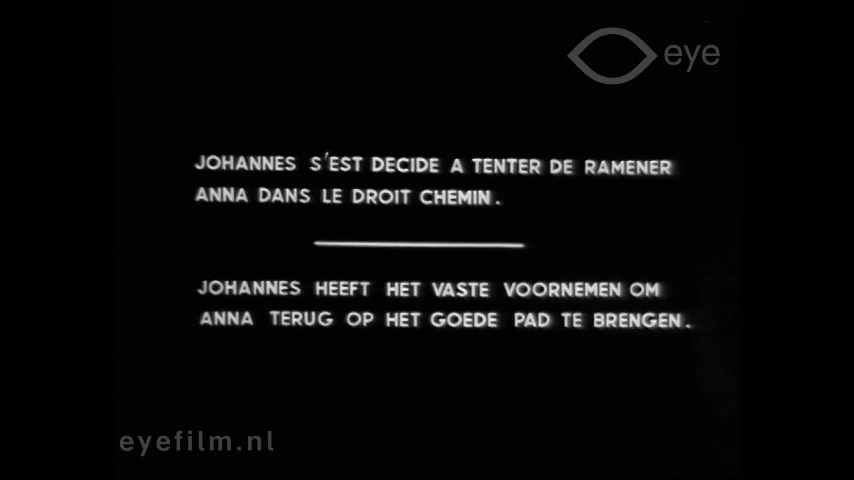 eye
JOHANNES S'EST DECIDE A TENTER DE RAMENER
ANNA DANS LE DROIT CHEMIN.
JOHANNES HEEFT HET VASTE VOORNEMEN OM
ANNA TERUG OP HET GOEDE PAD TE BRENGEN.
eyefilm.nl